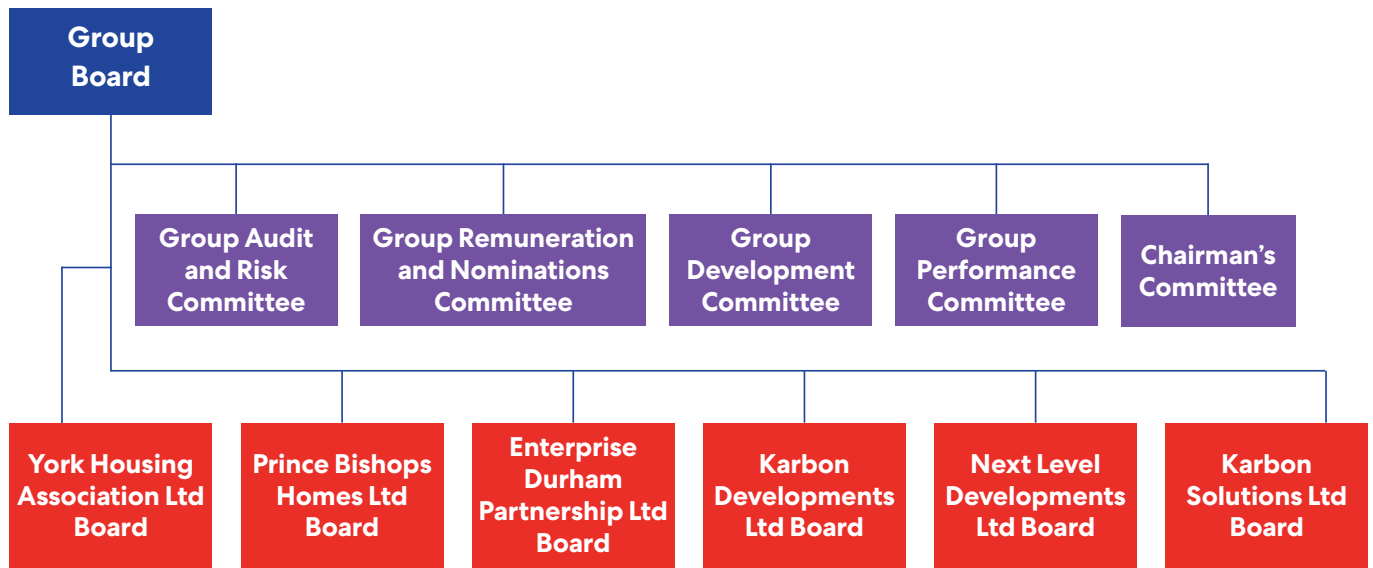 Group
Board
Group Audit
and Risk
Committee
Group Remuneration
and Nominations
Committee
Group
Development
Committee
Group
Performance
Committee
Chairman’s
Committee
York Housing
Association Ltd
Board
Prince Bishops
Homes Ltd
Board
Enterprise
Durham
Partnership Ltd
Board
Karbon
Developments
Ltd Board
Next Level
Developments
Ltd Board
Karbon
Solutions Ltd
Board